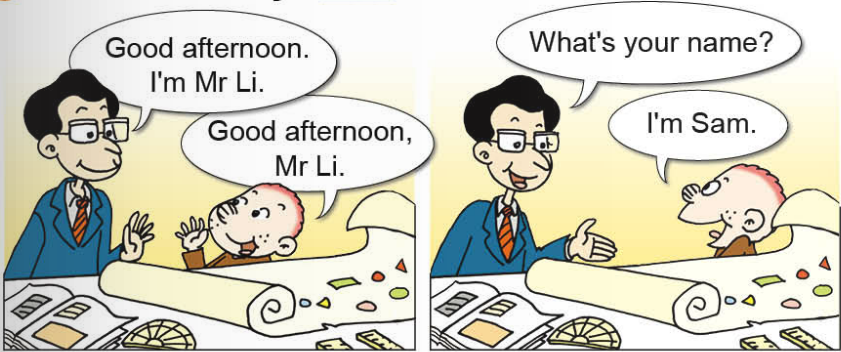 Good afternoon.
I'm Mr Li.
Good afternoon,
Mr Li.
What's your name?
I'm Sam.